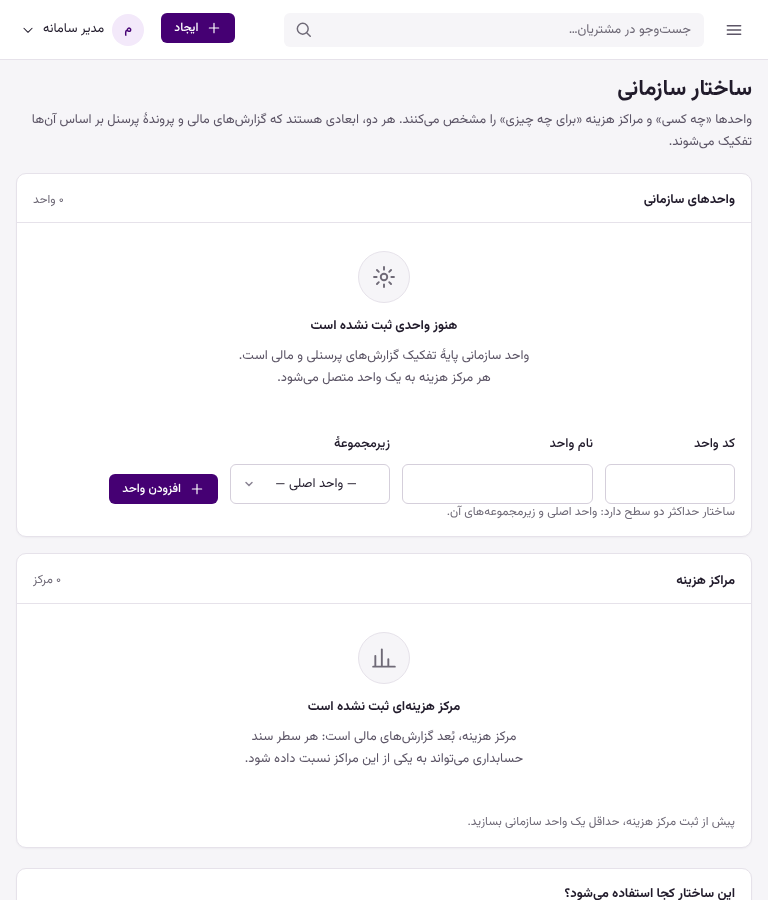 جست‌وجو در مشتریان…
ایجاد
م
مدیر سامانه
ساختار سازمانی
واحدها «چه کسی» و مراکز هزینه «برای چه چیزی» را مشخص می‌کنند. هر دو، ابعادی هستند که گزارش‌های مالی و پروندهٔ پرسنل بر اساس آن‌ها
تفکیک می‌شوند.
واحدهای سازمانی
۰ واحد
هنوز واحدی ثبت نشده است
واحد سازمانی پایهٔ تفکیک گزارش‌های پرسنلی و مالی است.
هر مرکز هزینه به یک واحد متصل می‌شود.
کد واحد
نام واحد
زیرمجموعهٔ
— واحد اصلی —
افزودن واحد
ساختار حداکثر دو سطح دارد: واحد اصلی و زیرمجموعه‌های آن.
مراکز هزینه
۰ مرکز
مرکز هزینه‌ای ثبت نشده است
مرکز هزینه، بُعد گزارش‌های مالی است: هر سطر سند
حسابداری می‌تواند به یکی از این مراکز نسبت داده شود.
پیش از ثبت مرکز هزینه، حداقل یک واحد سازمانی بسازید.
این ساختار کجا استفاده می‌شود؟